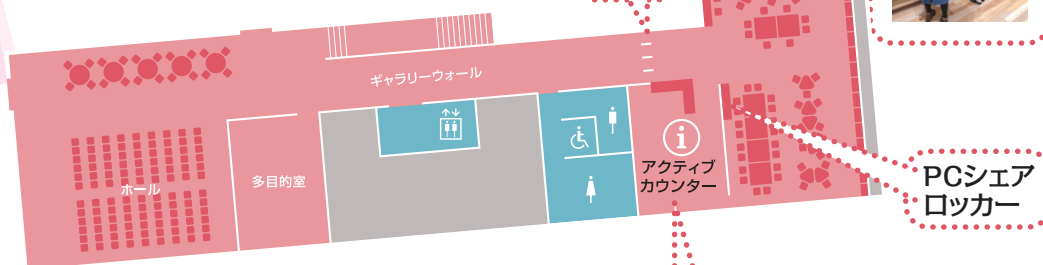 ギャラリーウォール
ホール
多目的室
アクティブ
カウンター
PCシェア
ロッカー